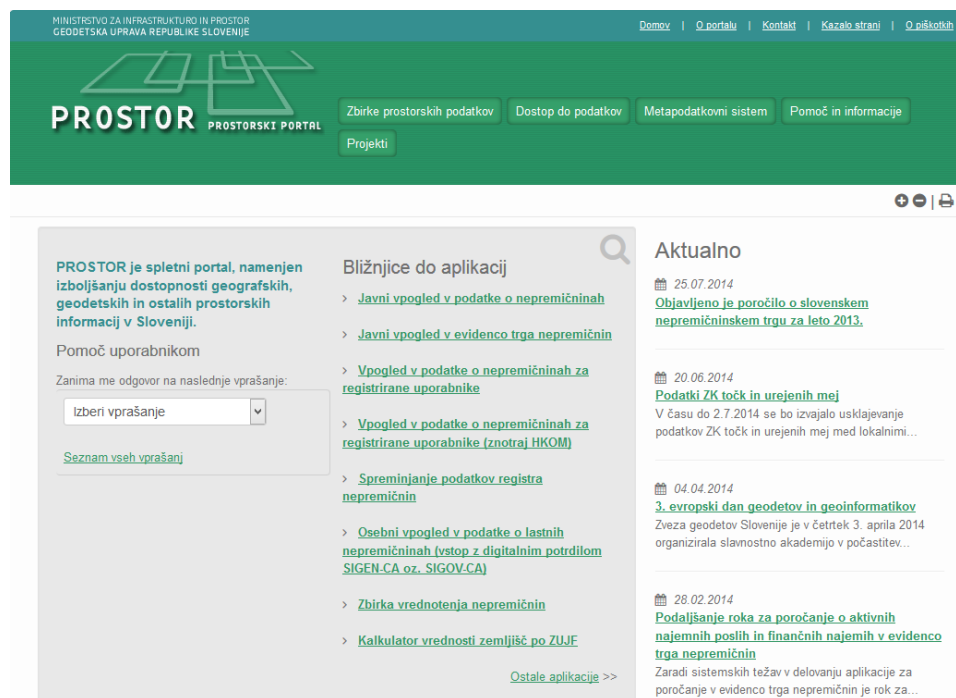 MINISTRSTVO ZA INFRASTRUKTURO IN PROSTOR
GEODETSKA UPRAVA REPUBLIKE SLOVENIJE
Domov | O portalu | Kontakt | Kazalo strani | O piškotkih
PROSTOR PROSTORSKI PORTAL
Zbirke prostorskih podatkov
Dostop do podatkov
Metapodatkovni sistem
Pomoč in informacije
Projekti
PROSTOR je spletni portal, namenjen
izboljšanju dostopnosti geografskih,
geodetskih in ostalih prostorskih
informacij v Sloveniji.
Pomoč uporabnikom
Zanima me odgovor na naslednje vprašanje:
Izberi vprašanje
Seznam vseh vprašanj
Bližnjice do aplikacij
> Javni vpogled v podatke o nepremičninah
> Javni vpogled v evidenco trga nepremičnin
> Vpogled v podatke o nepremičninah za
registrirane uporabnike
> Vpogled v podatke o nepremičninah za
registrirane uporabnike (znotraj HKOM)
> Spreminjanje podatkov registra
nepremičnin
> Osebni vpogled v podatke o lastnih
nepremičninah (vstop z digitalnim potrdilom
SIGEN-CA oz. SIGOV-CA)
> Zbirka vrednotenja nepremičnin
> Kalkulator vrednosti zemljišč po ZUJF
Ostale aplikacije >>
Aktualno
25.07.2014
Objavljeno je poročilo o slovenskem
nepremičninskem trgu za leto 2013.
20.06.2014
Podatki ZK točk in urejenih mej
V času do 2.7.2014 se bo izvajalo usklajevanje
podatkov ZK točk in urejenih mej med lokalnimi...
04.04.2014
3. evropski dan geodetov in geoinformatikov
Zveza geodetov Slovenije je v četrtek 3. aprila 2014
organizirala slavnostno akademijo v počastitev...
28.02.2014
Podaljšanje roka za poročanje o aktivnih
najemnih poslih in finančnih najemih v evidenco
trga nepremičnin
Zaradi sistemskih težav v delovanju aplikacije za
poročanje v evidenco trga nepremičnin je rok za...